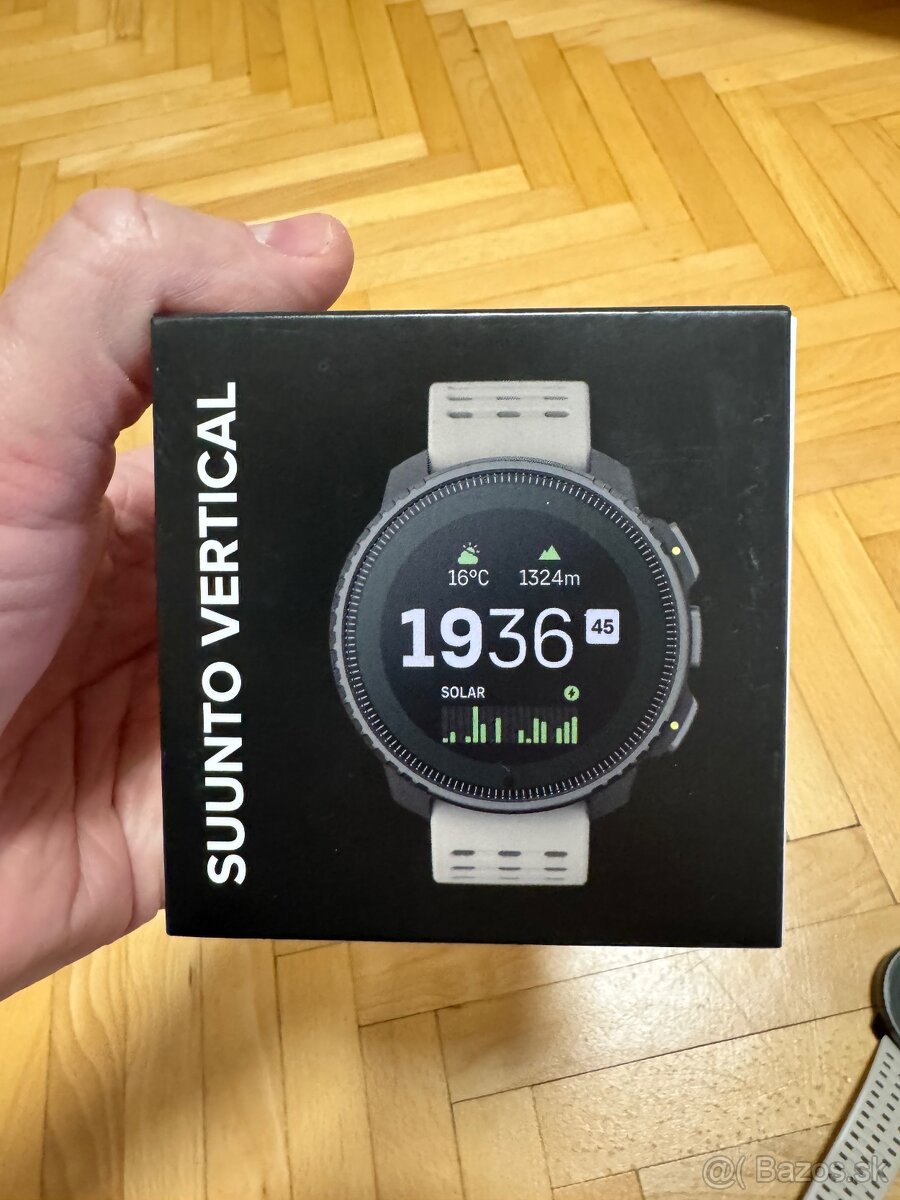 SUUNTO VERTICAL
16°C 1324m
1936 45
SOLAR
@( Bazos.sk